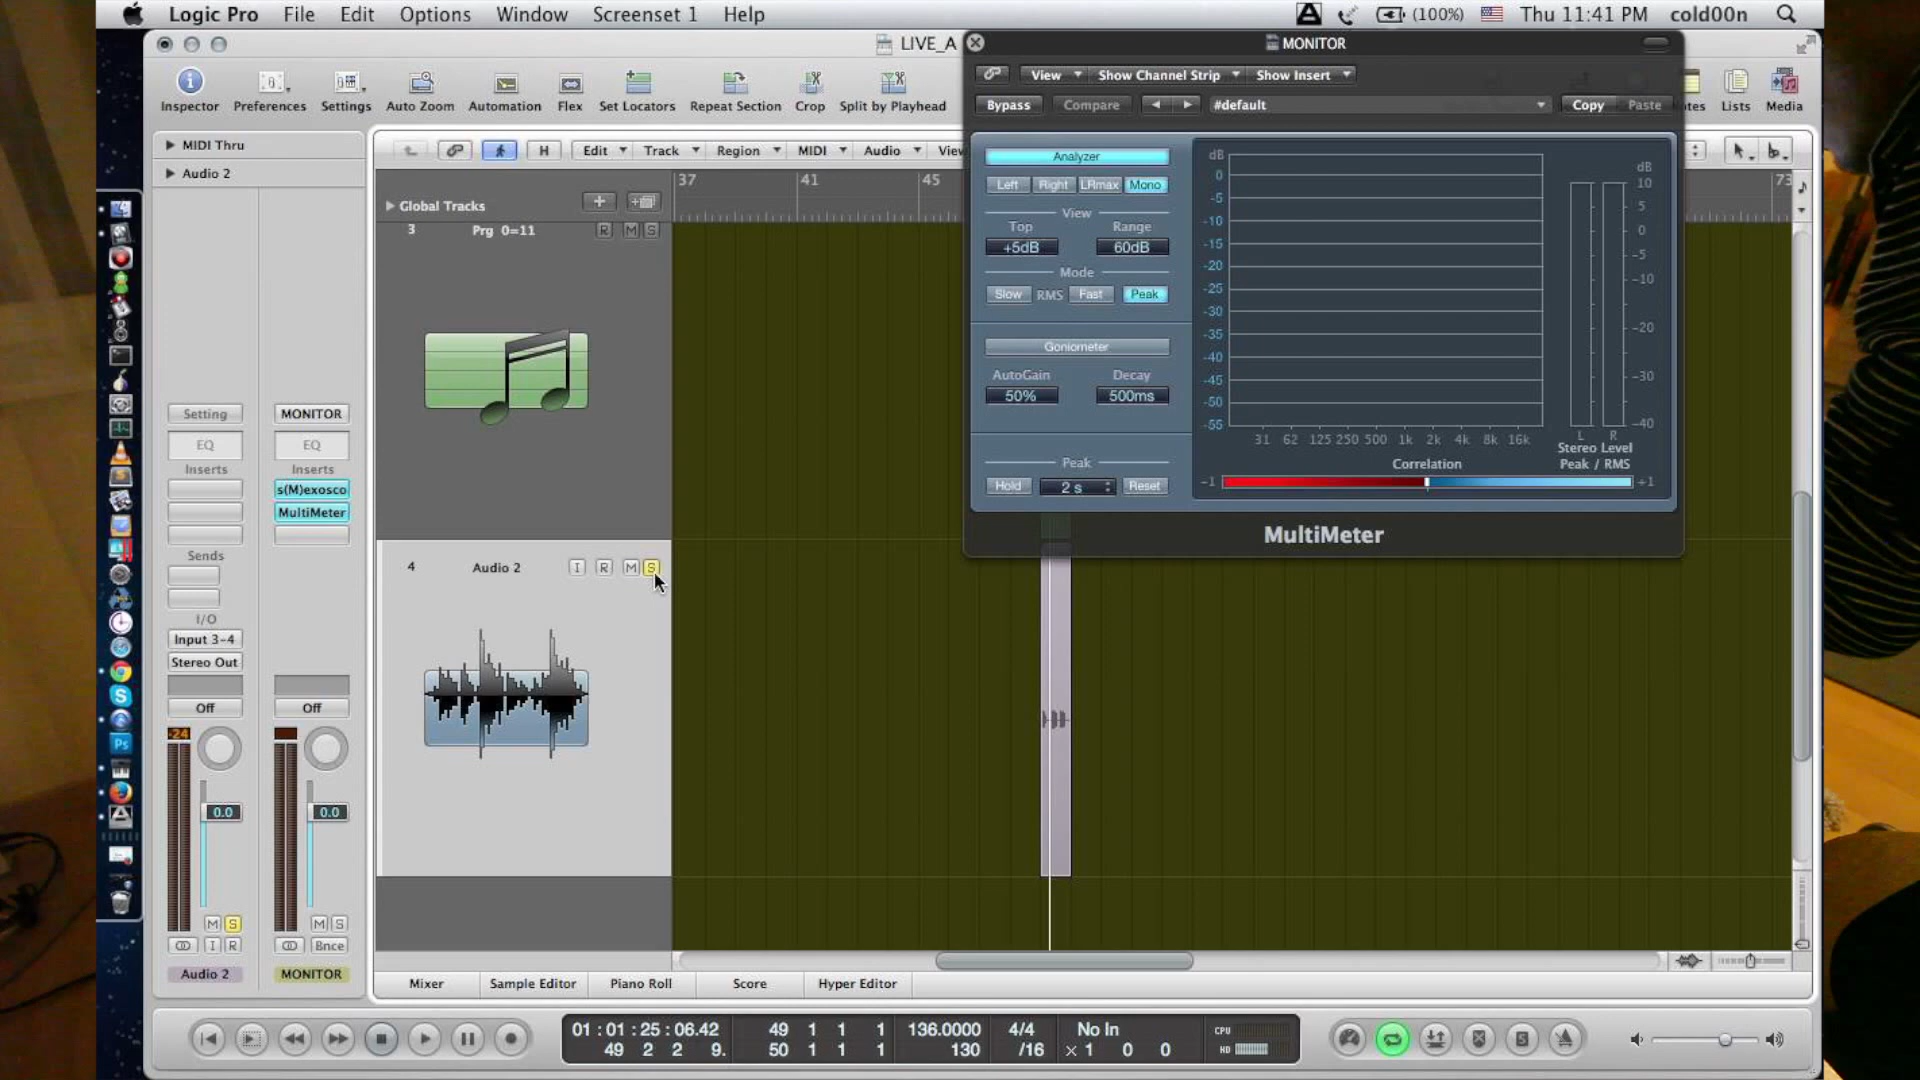 Logic Pro File Edit Options Window Screenset 1 Help
(100%) Thu 11:41 PM cold00n
LIVE_A
MONITOR
View Show Channel Strip Show Insert
Inspector Preferences Settings Auto Zoom Automation Flex Set Locators Repeat Section Crop Split by Playhead
Bypass Compare #default Copy Paste
tes Lists Media
MIDI Thru
Audio 2
H Edit Track Region MIDI Audio View
37 41 45 73
Global Tracks
3 Prg 0=11 R M S
Analyzer
Left Right LRmax Mono
View
Top Range
+5dB 60dB
Mode
Slow RMS Fast Peak
Goniometer
AutoGain Decay
50% 500ms
Peak
Hold 2 s Reset
dB
0
-5
-10
-15
-20
-25
-30
-35
-40
-45
-50
-55
31 62 125 250 500 1k 2k 4k 8k 16k
dB
10
5
0
-5
-10
-20
-30
-40
L R
Stereo Level
Peak / RMS
Correlation
-1 +1
MultiMeter
4 Audio 2 I R M S
Setting MONITOR
EQ EQ
Inserts Inserts
s(M)exosco
MultiMeter
Sends
I/O
Input 3-4
Stereo Out
Off Off
-24
0.0 0.0
M S M S
I R Bnce
Audio 2 MONITOR
Mixer Sample Editor Piano Roll Score Hyper Editor
01 : 01 : 25 : 06.42 49 1 1 1 136.0000 4/4 No In CPU
49 2 2 9. 50 1 1 1 130 /16 × 1 0 0 HD
Ps
S